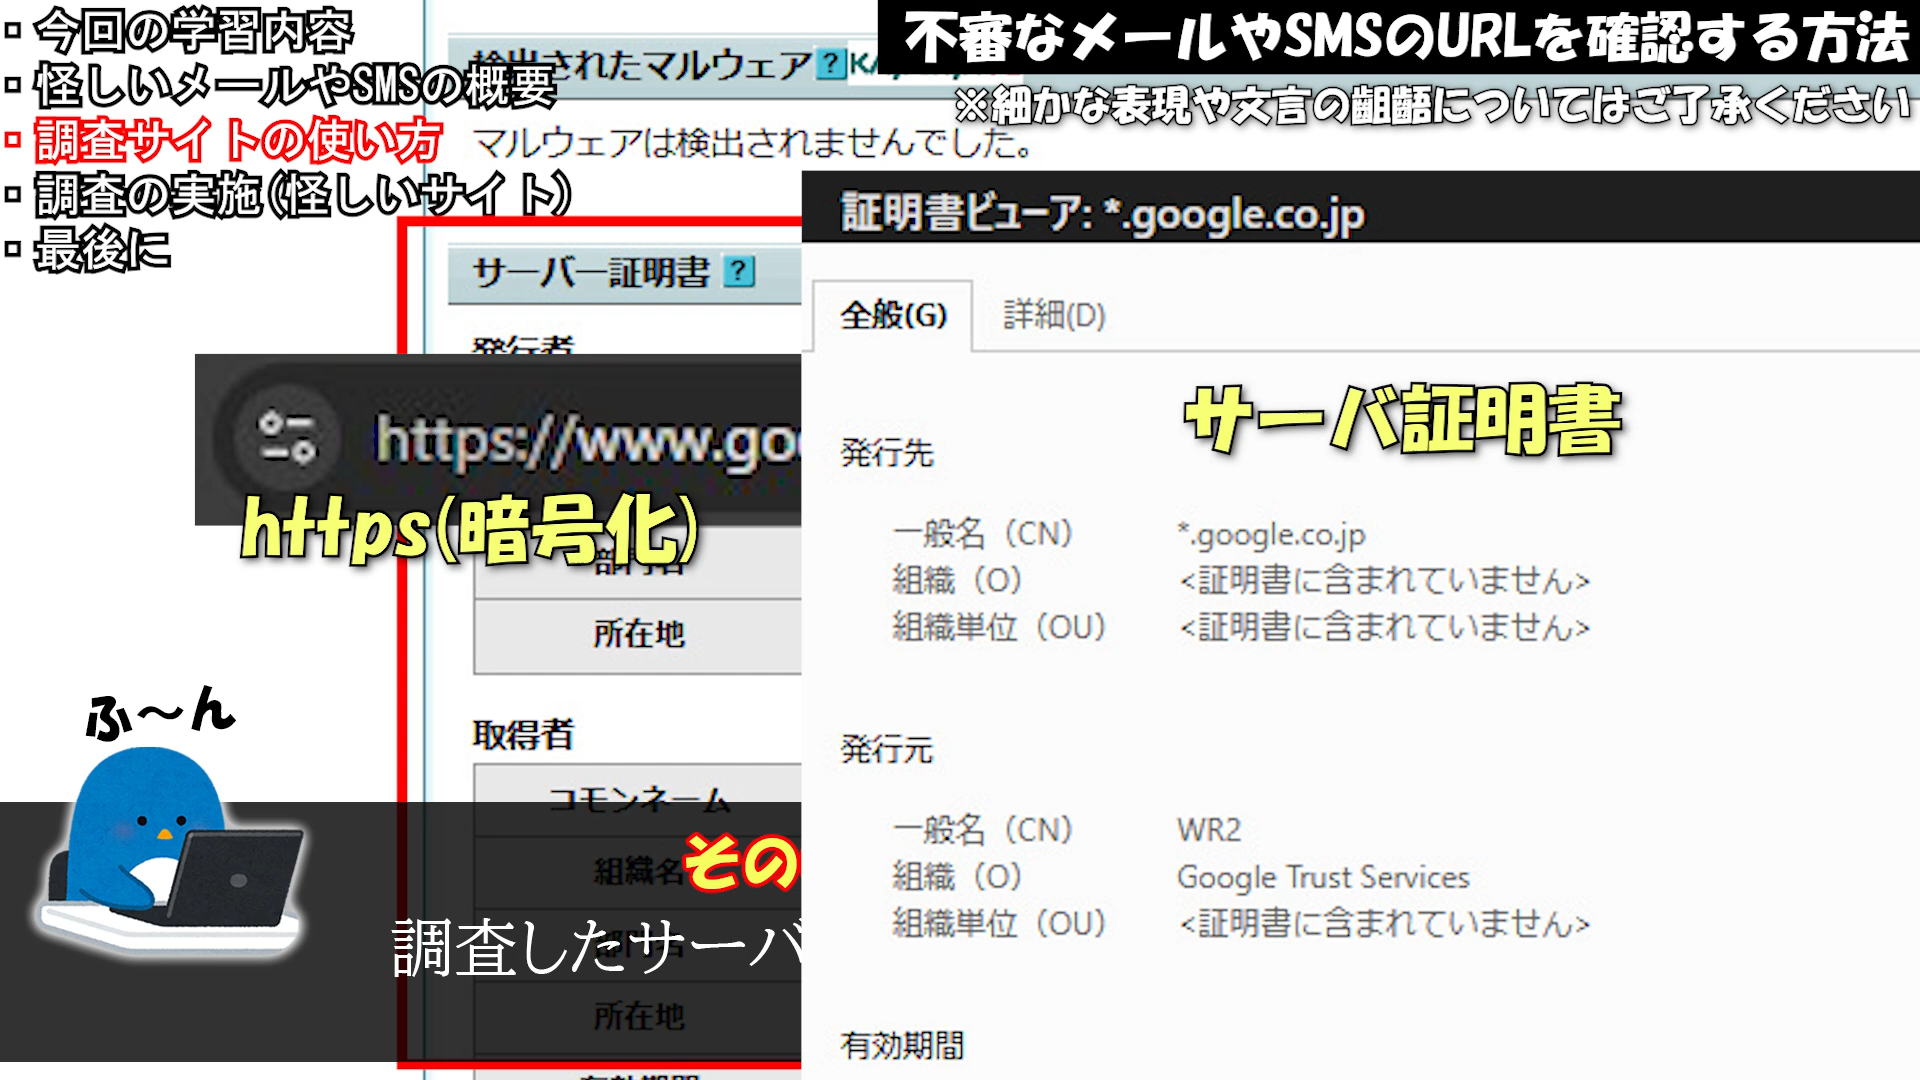 ・今回の学習内容
・怪しいメールやSMSの概要
・調査サイトの使い方
・調査の実施(怪しいサイト)
・最後に
不審なメールやSMSのURLを確認する方法
※細かな表現や文言の齟齬についてはご了承ください
検出されたマルウェア ?
マルウェアは検出されませんでした。
サーバー証明書 ?
発行者
https://www.go
https(暗号化)
部門名
所在地
取得者
コモンネーム
組織名
部門名
所在地
有効期間
ふ～ん
その
調査したサーバ
証明書ビューア: *.google.co.jp
全般(G) 詳細(D)
サーバ証明書
発行先
一般名（CN） *.google.co.jp
組織（O） <証明書に含まれていません>
組織単位（OU） <証明書に含まれていません>
発行元
一般名（CN） WR2
組織（O） Google Trust Services
組織単位（OU） <証明書に含まれていません>
有効期間